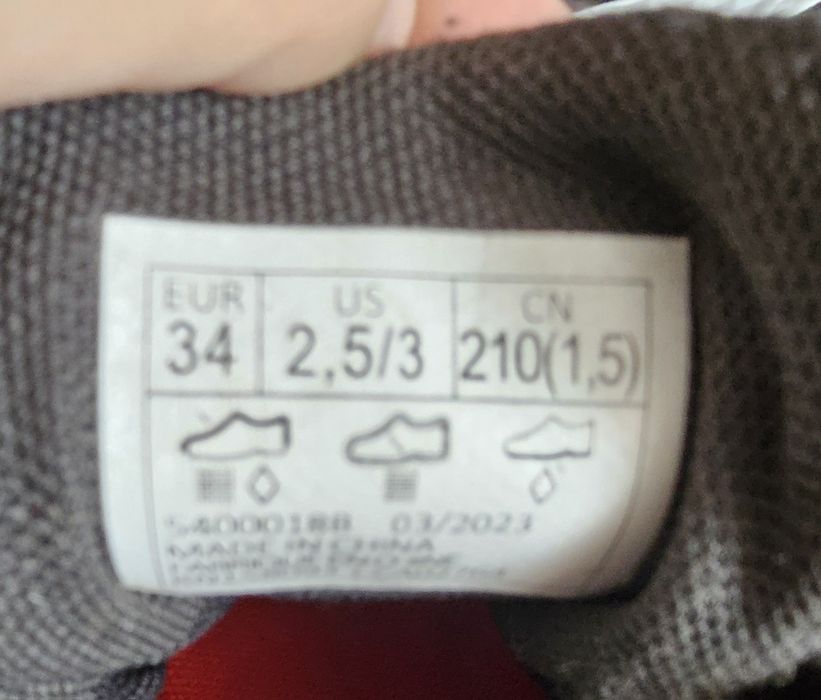 EUR US CN
34 2,5/3 210(1,5)
54000188 03/2023
MADE IN CHINA